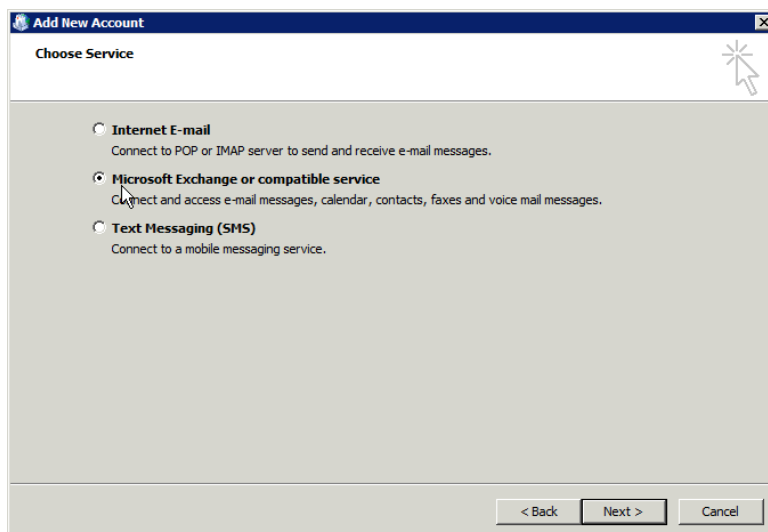 Add New Account
Choose Service
Internet E-mail
Connect to POP or IMAP server to send and receive e-mail messages.
Microsoft Exchange or compatible service
Connect and access e-mail messages, calendar, contacts, faxes and voice mail messages.
Text Messaging (SMS)
Connect to a mobile messaging service.
< Back Next > Cancel